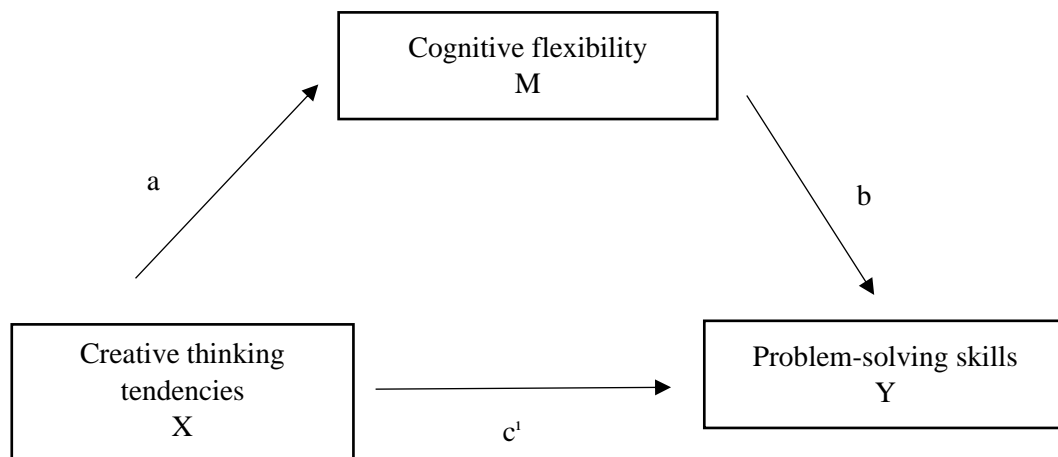 Cognitive flexibility
M
a
b
Creative thinking
tendencies
X
Problem-solving skills
Y
c¹